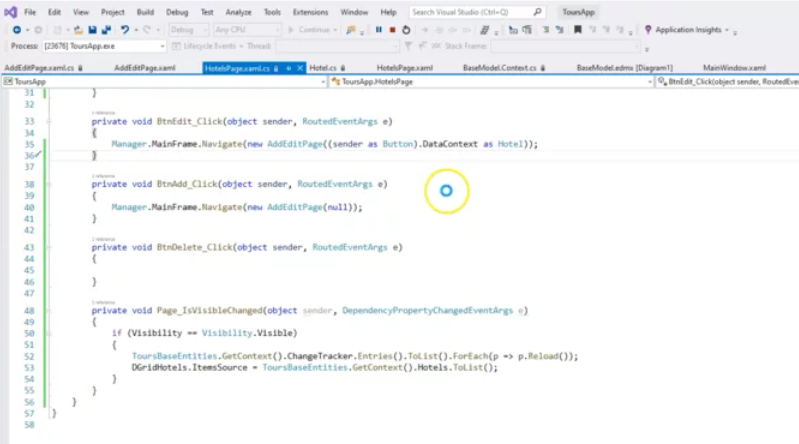 File Edit View Project Build Debug Test Analyze Tools Extensions Window Help Search Visual Studio (Ctrl+Q) ToursApp
Debug Any CPU Continue Application Insights
Process: [23676] ToursApp.exe Lifecycle Events Thread: Stack Frame:
AddEditPage.xaml.cs AddEditPage.xaml HotelsPage.xaml.cs Hotel.cs HotelsPage.xaml BaseModel.Context.cs BaseModel.edmx [Diagram1] MainWindow.xaml
ToursApp ToursApp.HotelsPage BtnEdit_Click(object sender, RoutedEvent
31 }
32
33 private void BtnEdit_Click(object sender, RoutedEventArgs e)
34 {
35 Manager.MainFrame.Navigate(new AddEditPage((sender as Button).DataContext as Hotel));
36 }
37
38 private void BtnAdd_Click(object sender, RoutedEventArgs e)
39 {
40 Manager.MainFrame.Navigate(new AddEditPage(null));
41 }
42
43 private void BtnDelete_Click(object sender, RoutedEventArgs e)
44 {
45
46 }
47
48 private void Page_IsVisibleChanged(object sender, DependencyPropertyChangedEventArgs e)
49 {
50 if (Visibility == Visibility.Visible)
51 {
52 ToursBaseEntities.GetContext().ChangeTracker.Entries().ToList().ForEach(p => p.Reload());
53 DGridHotels.ItemsSource = ToursBaseEntities.GetContext().Hotels.ToList();
54 }
55 }
56 }
57 }
58